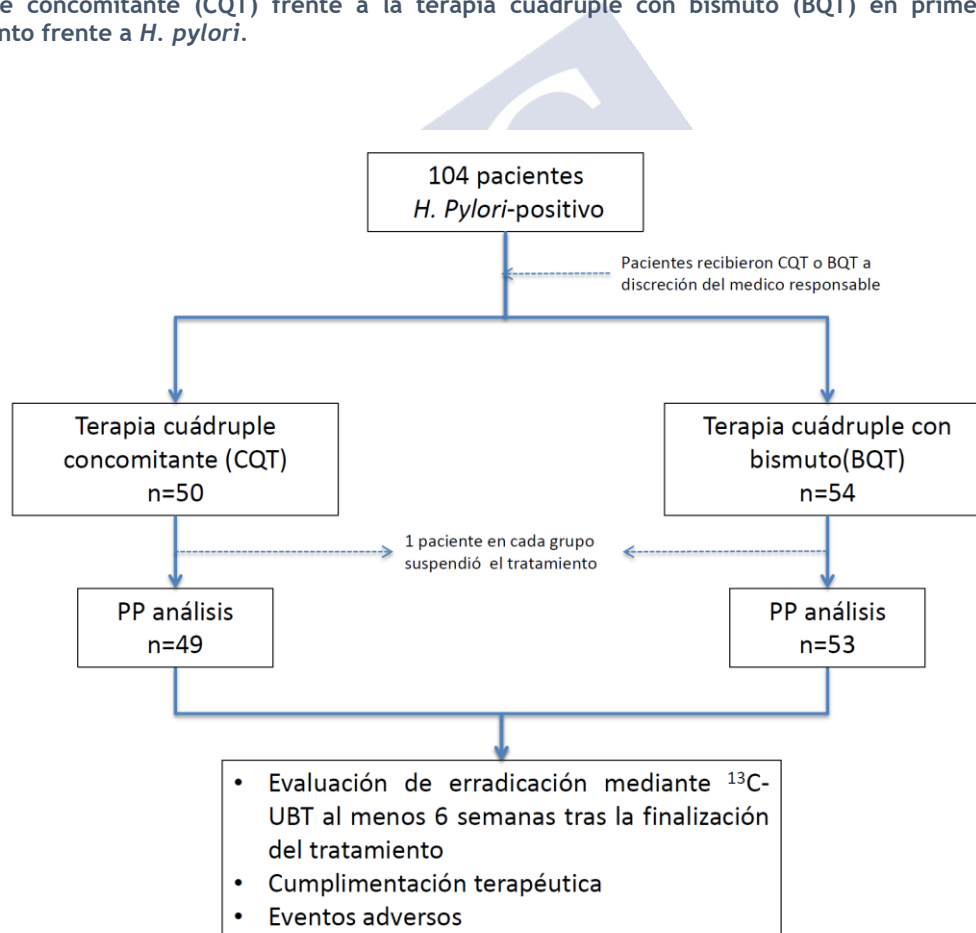 e concomitante (CQT) frente a la terapia cuádruple con bismuto (BQT) en prime
nto frente a H. pylori.
104 pacientes
H. Pylori-positivo
Pacientes recibieron CQT o BQT a
discreción del medico responsable
Terapia cuádruple
concomitante (CQT)
n=50
Terapia cuádruple con
bismuto(BQT)
n=54
1 paciente en cada grupo
suspendió el tratamiento
PP análisis
n=49
PP análisis
n=53
• Evaluación de erradicación mediante ¹³C-
UBT al menos 6 semanas tras la finalización
del tratamiento
• Cumplimentación terapéutica
• Eventos adversos